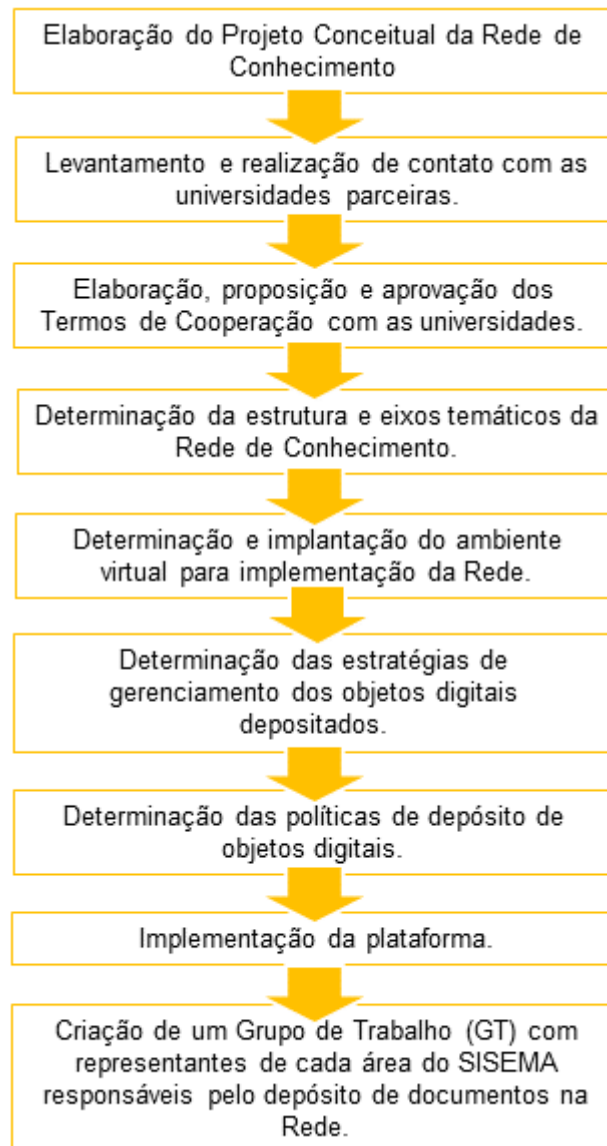 Elaboração do Projeto Conceitual da Rede de
Conhecimento
Levantamento e realização de contato com as
universidades parceiras.
Elaboração, proposição e aprovação dos
Termos de Cooperação com as universidades.
Determinação da estrutura e eixos temáticos da
Rede de Conhecimento.
Determinação e implantação do ambiente
virtual para implementação da Rede.
Determinação das estratégias de
gerenciamento dos objetos digitais
depositados.
Determinação das políticas de depósito de
objetos digitais.
Implementação da plataforma.
Criação de um Grupo de Trabalho (GT) com
representantes de cada área do SISEMA
responsáveis pelo depósito de documentos na
Rede.